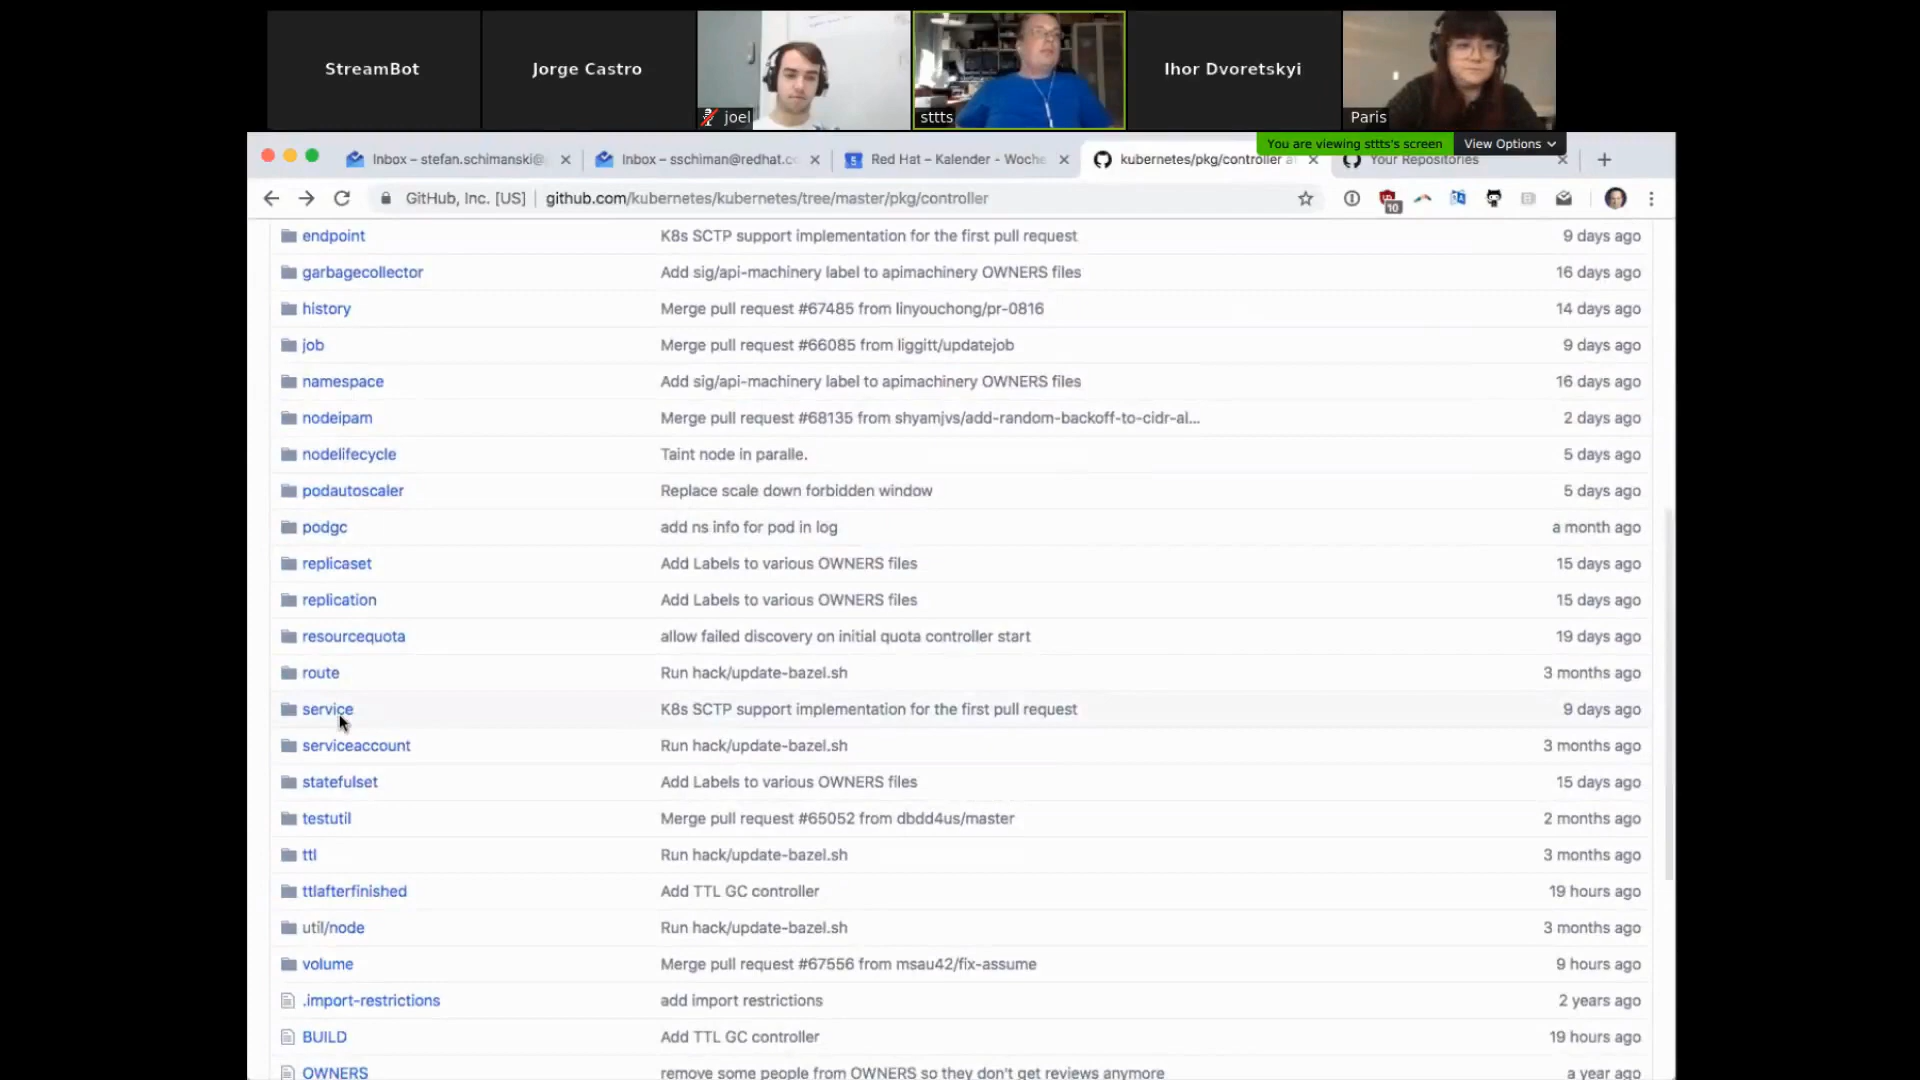 StreamBot
Jorge Castro
joel
sttts
Ihor Dvoretskyi
Paris
You are viewing sttts's screen
View Options
Inbox – stefan.schimanski@
Inbox – sschiman@redhat.co
Red Hat – Kalender - Woche
kubernetes/pkg/controller a
Your Repositories
GitHub, Inc. [US] github.com/kubernetes/kubernetes/tree/master/pkg/controller
10
endpoint K8s SCTP support implementation for the first pull request 9 days ago
garbagecollector Add sig/api-machinery label to apimachinery OWNERS files 16 days ago
history Merge pull request #67485 from linyouchong/pr-0816 14 days ago
job Merge pull request #66085 from liggitt/updatejob 9 days ago
namespace Add sig/api-machinery label to apimachinery OWNERS files 16 days ago
nodeipam Merge pull request #68135 from shyamjvs/add-random-backoff-to-cidr-al... 2 days ago
nodelifecycle Taint node in paralle. 5 days ago
podautoscaler Replace scale down forbidden window 5 days ago
podgc add ns info for pod in log a month ago
replicaset Add Labels to various OWNERS files 15 days ago
replication Add Labels to various OWNERS files 15 days ago
resourcequota allow failed discovery on initial quota controller start 19 days ago
route Run hack/update-bazel.sh 3 months ago
service K8s SCTP support implementation for the first pull request 9 days ago
serviceaccount Run hack/update-bazel.sh 3 months ago
statefulset Add Labels to various OWNERS files 15 days ago
testutil Merge pull request #65052 from dbdd4us/master 2 months ago
ttl Run hack/update-bazel.sh 3 months ago
ttlafterfinished Add TTL GC controller 19 hours ago
util/node Run hack/update-bazel.sh 3 months ago
volume Merge pull request #67556 from msau42/fix-assume 9 hours ago
.import-restrictions add import restrictions 2 years ago
BUILD Add TTL GC controller 19 hours ago
OWNERS remove some people from OWNERS so they don't get reviews anymore a year ago